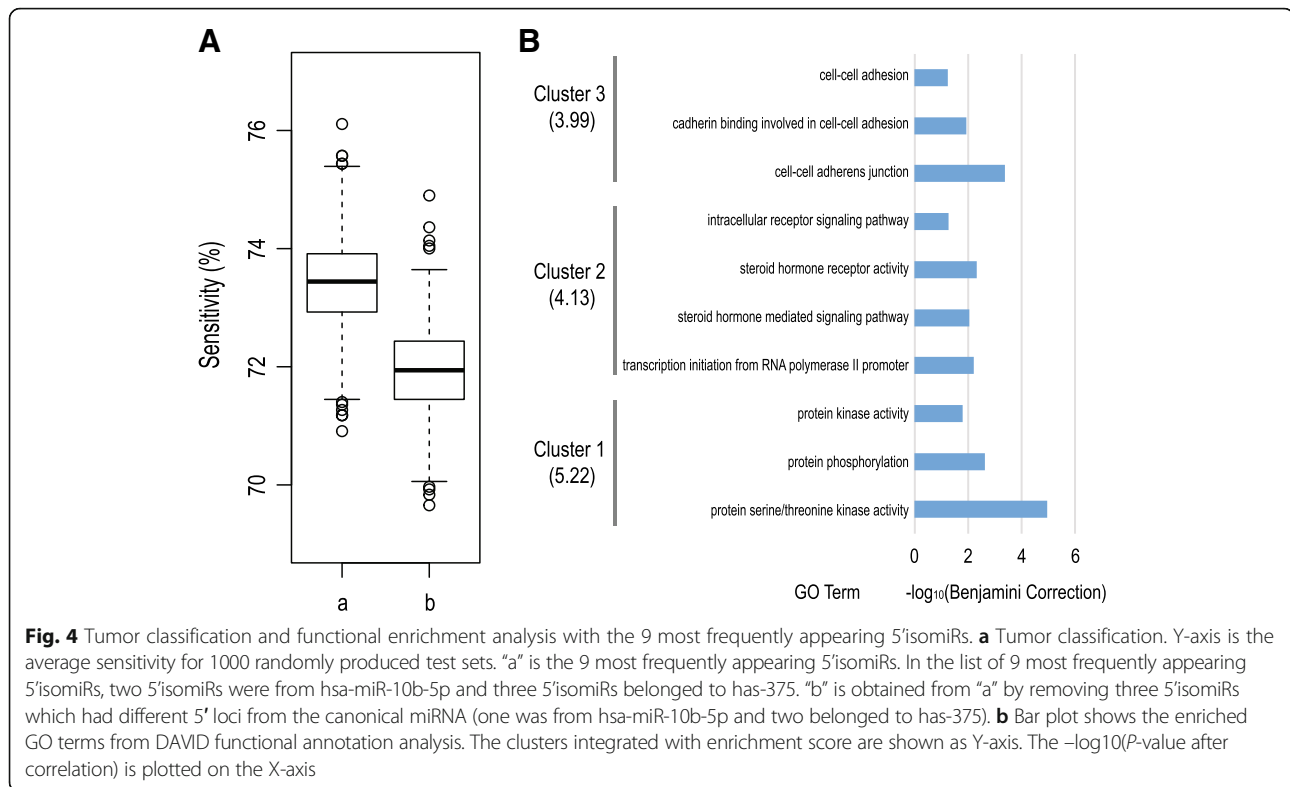 A
Sensitivity (%)
76
74
72
70
a
b
B
Cluster 3
(3.99)
cell-cell adhesion
cadherin binding involved in cell-cell adhesion
cell-cell adherens junction
Cluster 2
(4.13)
intracellular receptor signaling pathway
steroid hormone receptor activity
steroid hormone mediated signaling pathway
transcription initiation from RNA polymerase II promoter
Cluster 1
(5.22)
protein kinase activity
protein phosphorylation
protein serine/threonine kinase activity
0 2 4 6
GO Term -log₁₀(Benjamini Correction)
Fig. 4 Tumor classification and functional enrichment analysis with the 9 most frequently appearing 5′isomiRs. a Tumor classification. Y-axis is the
average sensitivity for 1000 randomly produced test sets. “a” is the 9 most frequently appearing 5′isomiRs. In the list of 9 most frequently appearing
5′isomiRs, two 5′isomiRs were from hsa-miR-10b-5p and three 5′isomiRs belonged to has-375. “b” is obtained from “a” by removing three 5′isomiRs
which had different 5′ loci from the canonical miRNA (one was from hsa-miR-10b-5p and two belonged to has-375). b Bar plot shows the enriched
GO terms from DAVID functional annotation analysis. The clusters integrated with enrichment score are shown as Y-axis. The –log10(P-value after
correlation) is plotted on the X-axis